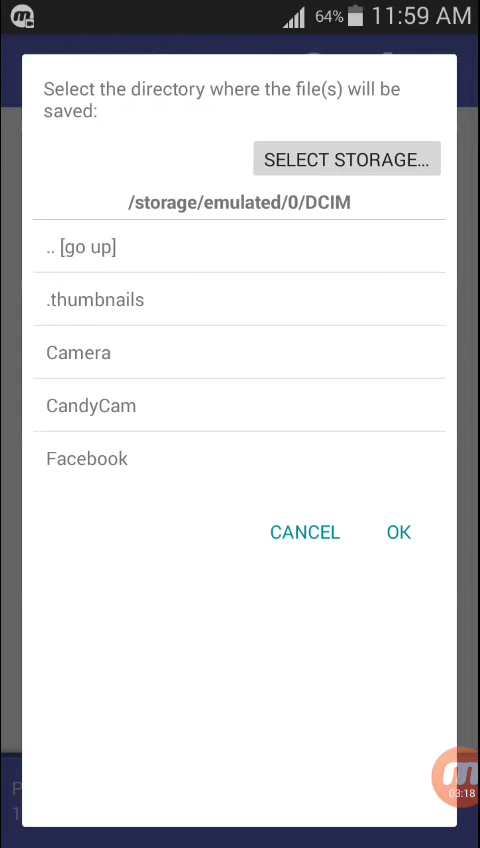 64% 11:59 AM
Select the directory where the file(s) will be
saved:
SELECT STORAGE...
/storage/emulated/0/DCIM
.. [go up]
.thumbnails
Camera
CandyCam
Facebook
CANCEL OK
03:18